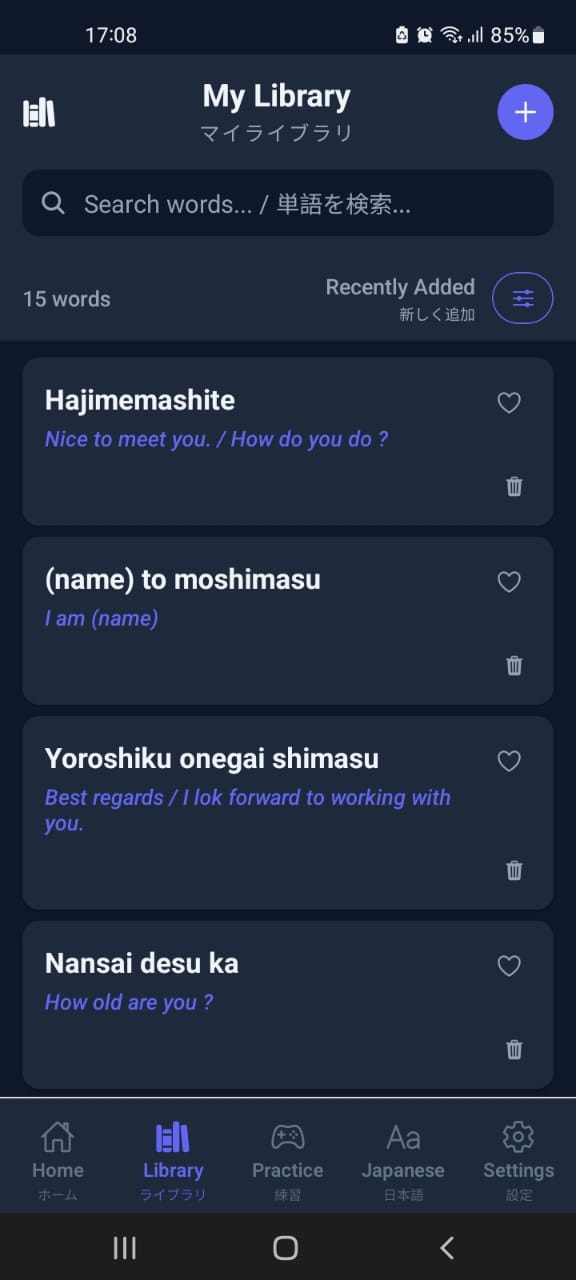 17:08
85%
My Library
マイライブラリ
Search words... / 単語を検索...
15 words
Recently Added
新しく追加
Hajimemashite
Nice to meet you. / How do you do ?
(name) to moshimasu
I am (name)
Yoroshiku onegai shimasu
Best regards / I lok forward to working with
you.
Nansai desu ka
How old are you ?
Home
ホーム
Library
ライブラリ
Practice
練習
Aa
Japanese
日本語
Settings
設定